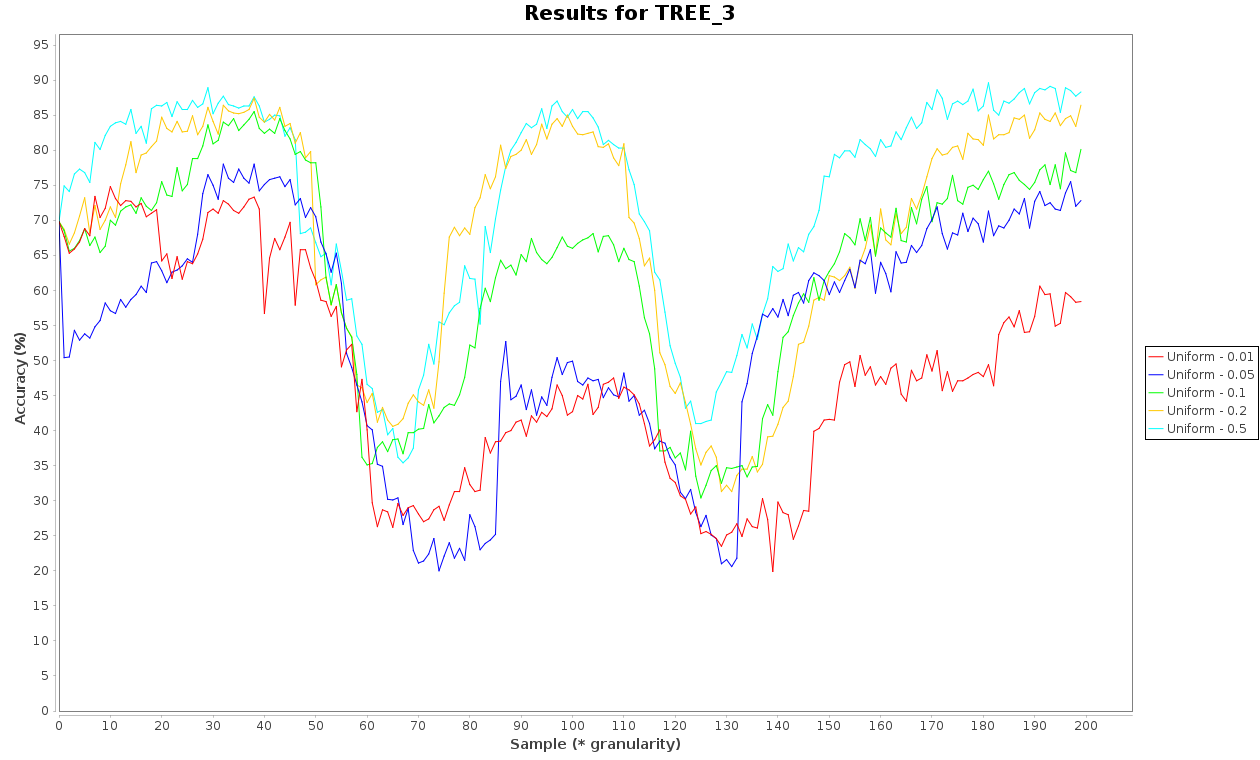 Results for TREE_3
Accuracy (%)
95
90
85
80
75
70
65
60
55
50
45
40
35
30
25
20
15
10
5
0
0 10 20 30 40 50 60 70 80 90 100 110 120 130 140 150 160 170 180 190 200
Sample (* granularity)
Uniform - 0.01
Uniform - 0.05
Uniform - 0.1
Uniform - 0.2
Uniform - 0.5